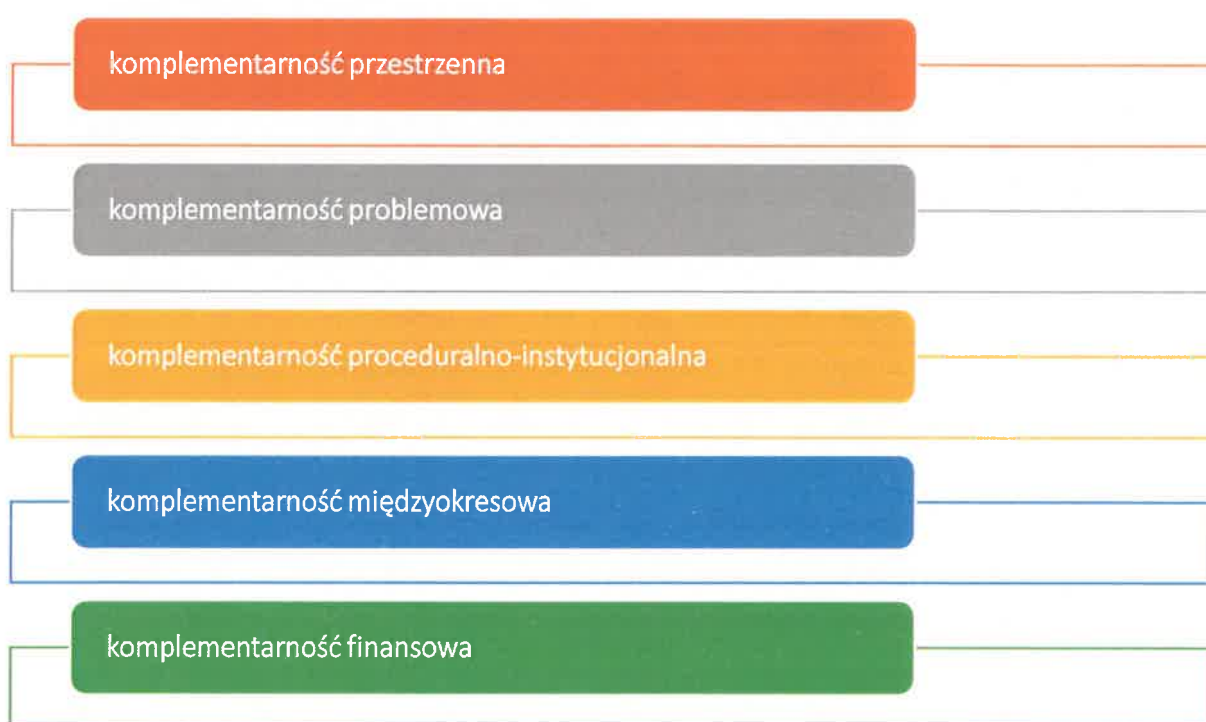 komplementarność przestrzenna
komplementarność problemowa
komplementarność proceduralno-instytucjonalna
komplementarność międzyokresowa
komplementarność finansowa